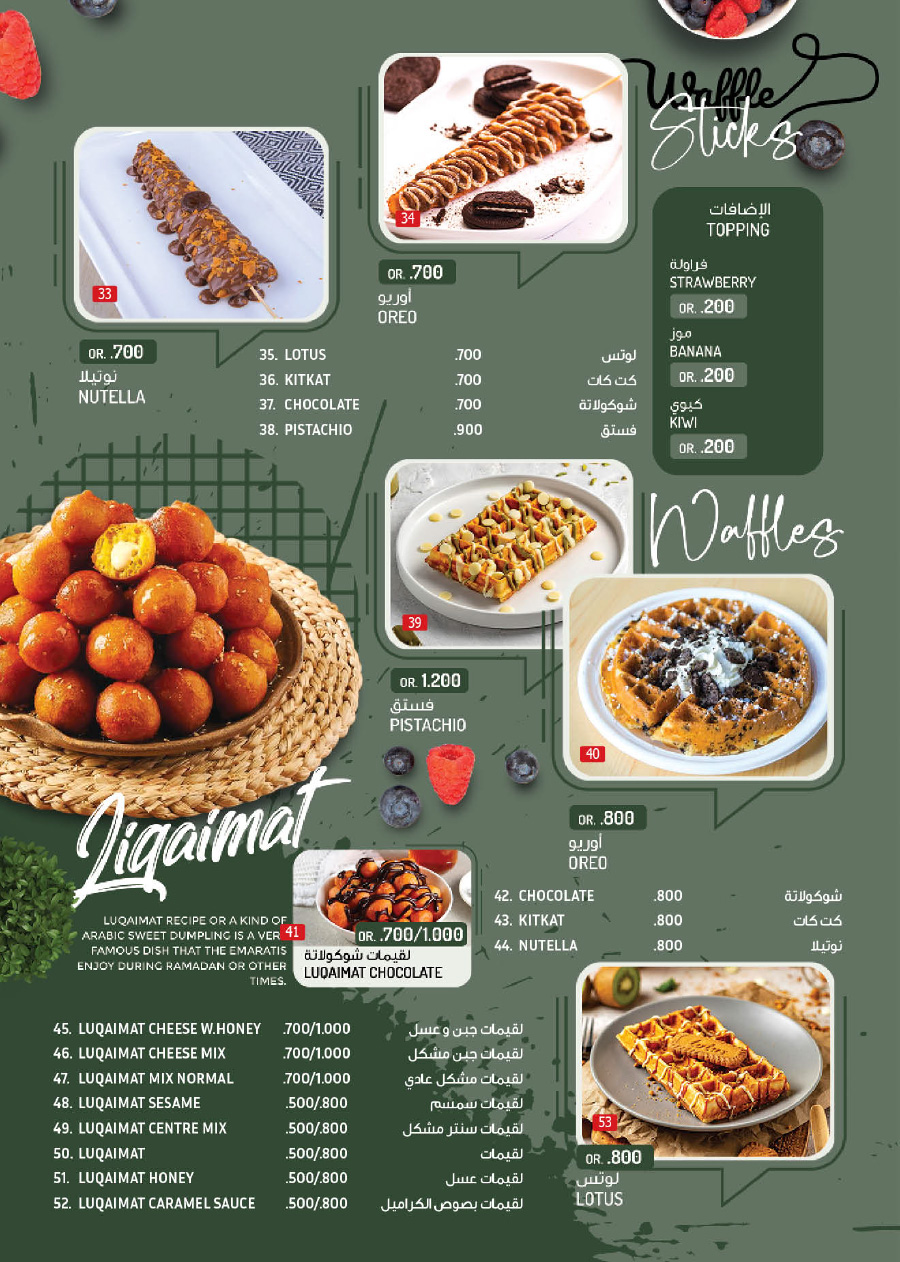 Waffle
Sticks
34
OR. .700
أوريو
OREO
33
OR. .700
نوتيلا
NUTELLA
35. LOTUS .700 لوتس
36. KITKAT .700 كت كات
37. CHOCOLATE .700 شوكولاتة
38. PISTACHIO .900 فستق
الإضافات
TOPPING
فراولة
STRAWBERRY
OR. .200
موز
BANANA
OR. .200
كيوي
KIWI
OR. .200
Waffles
39
OR. 1.200
فستق
PISTACHIO
40
OR. .800
أوريو
OREO
42. CHOCOLATE .800 شوكولاتة
43. KITKAT .800 كت كات
44. NUTELLA .800 نوتيلا
53
OR. .800
لوتس
LOTUS
Liqaimat
LUQAIMAT RECIPE OR A KIND OF
ARABIC SWEET DUMPLING IS A VERY
FAMOUS DISH THAT THE EMARATIS
ENJOY DURING RAMADAN OR OTHER
TIMES.
41
OR. .700/1.000
لقيمات شوكولاتة
LUQAIMAT CHOCOLATE
45. LUQAIMAT CHEESE W.HONEY .700/1.000 لقيمات جبن و عسل
46. LUQAIMAT CHEESE MIX .700/1.000 لقيمات جبن مشكل
47. LUQAIMAT MIX NORMAL .700/1.000 لقيمات مشكل عادي
48. LUQAIMAT SESAME .500/.800 لقيمات سمسم
49. LUQAIMAT CENTRE MIX .500/.800 لقيمات سنتر مشكل
50. LUQAIMAT .500/.800 لقيمات
51. LUQAIMAT HONEY .500/.800 لقيمات عسل
52. LUQAIMAT CARAMEL SAUCE .500/.800 لقيمات بصوص الكراميل